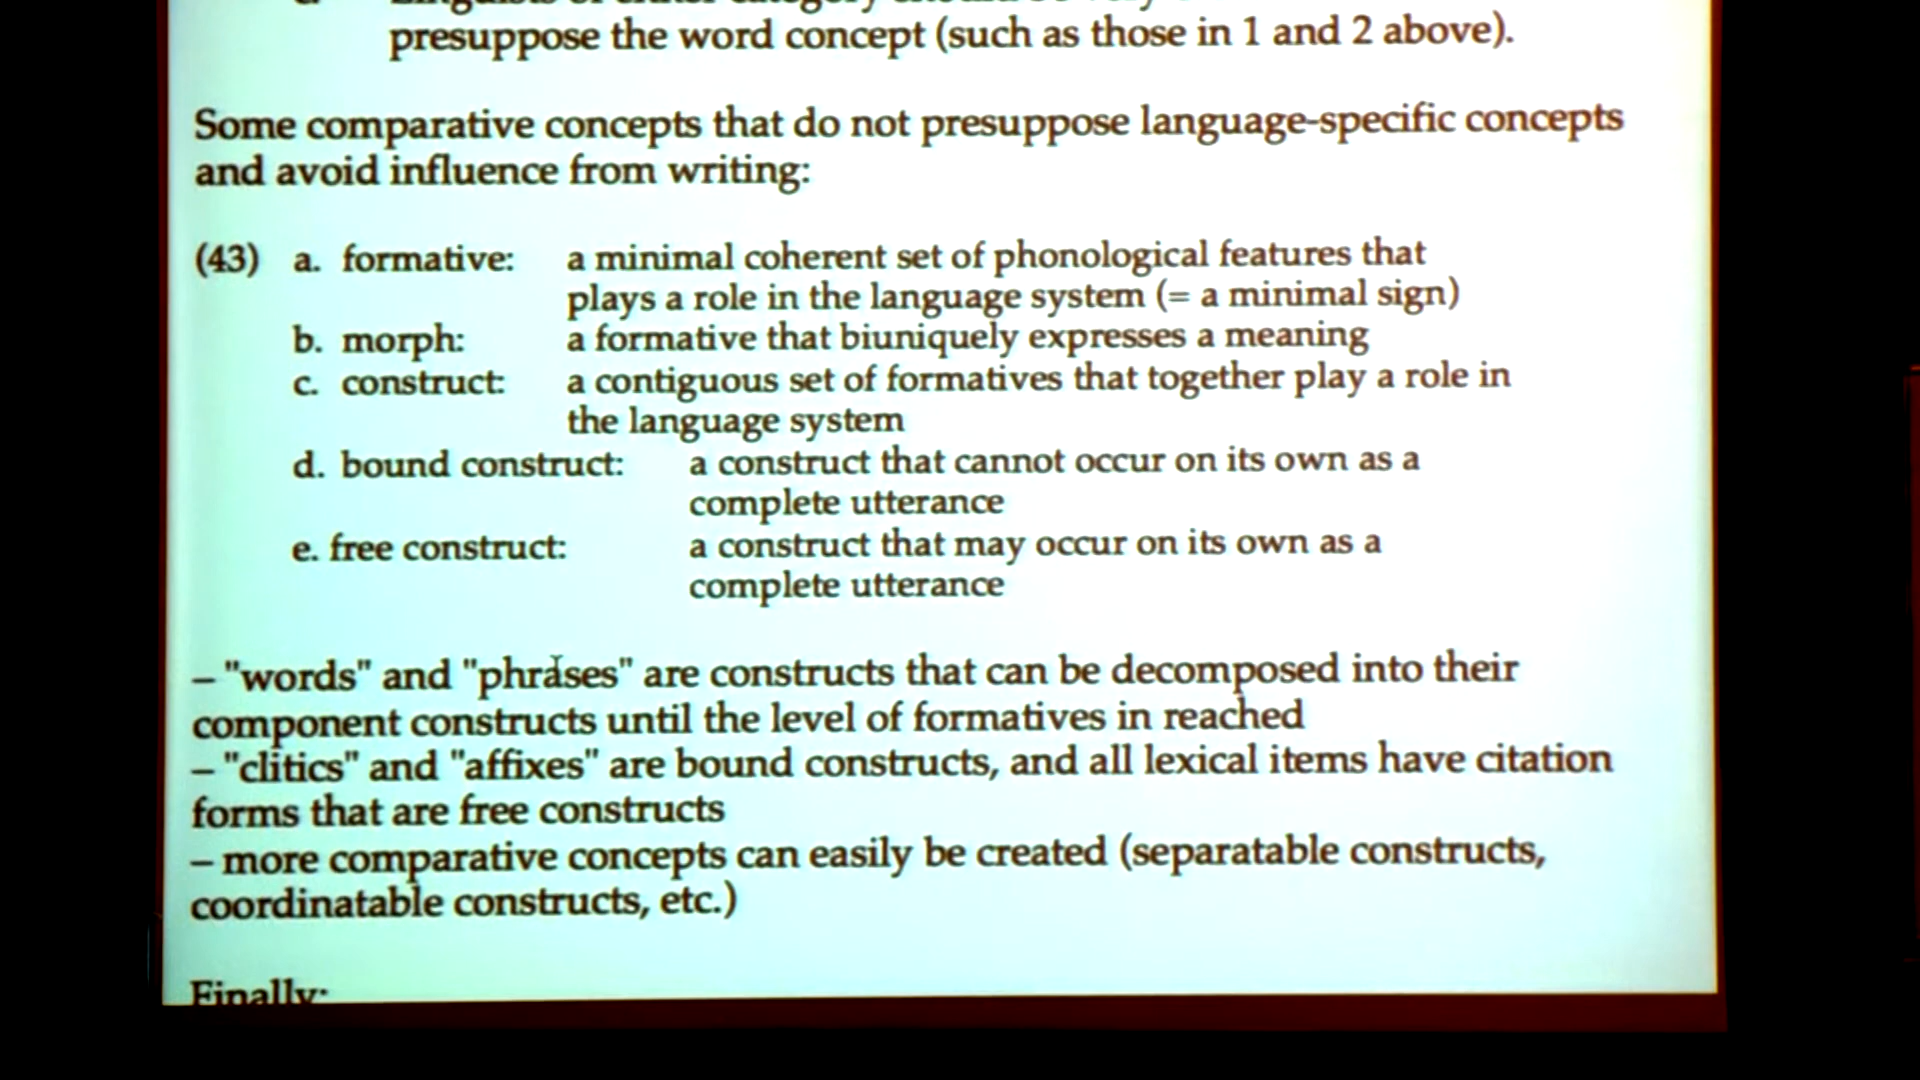 presuppose the word concept (such as those in 1 and 2 above).
Some comparative concepts that do not presuppose language-specific concepts
and avoid influence from writing:
(43) a. formative: a minimal coherent set of phonological features that
plays a role in the language system (= a minimal sign)
b. morph: a formative that biuniquely expresses a meaning
c. construct: a contiguous set of formatives that together play a role in
the language system
d. bound construct: a construct that cannot occur on its own as a
complete utterance
e. free construct: a construct that may occur on its own as a
complete utterance
– "words" and "phrases" are constructs that can be decomposed into their
component constructs until the level of formatives in reached
– "clitics" and "affixes" are bound constructs, and all lexical items have citation
forms that are free constructs
– more comparative concepts can easily be created (separatable constructs,
coordinatable constructs, etc.)
Finally: